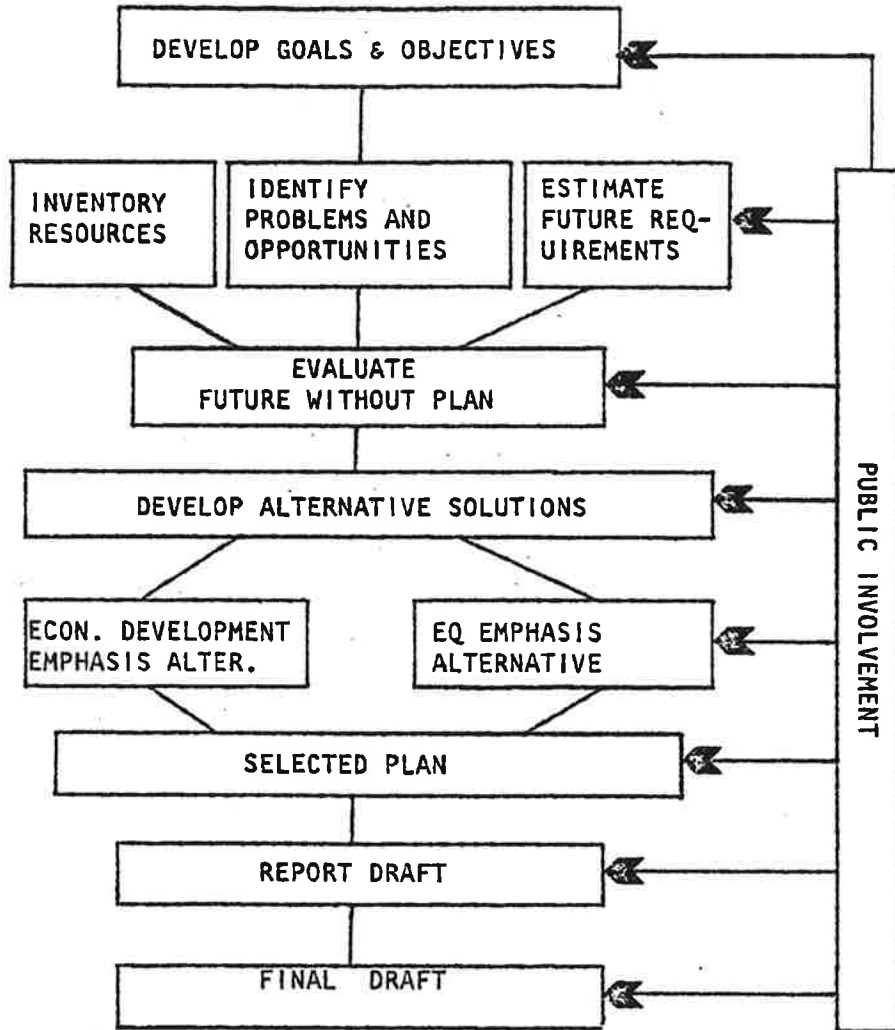 DEVELOP GOALS & OBJECTIVES
INVENTORY
RESOURCES
IDENTIFY
PROBLEMS AND
OPPORTUNITIES
ESTIMATE
FUTURE REQ-
UIREMENTS
EVALUATE
FUTURE WITHOUT PLAN
DEVELOP ALTERNATIVE SOLUTIONS
ECON. DEVELOPMENT
EMPHASIS ALTER.
EQ EMPHASIS
ALTERNATIVE
SELECTED PLAN
REPORT DRAFT
FINAL DRAFT
PUBLIC INVOLVEMENT